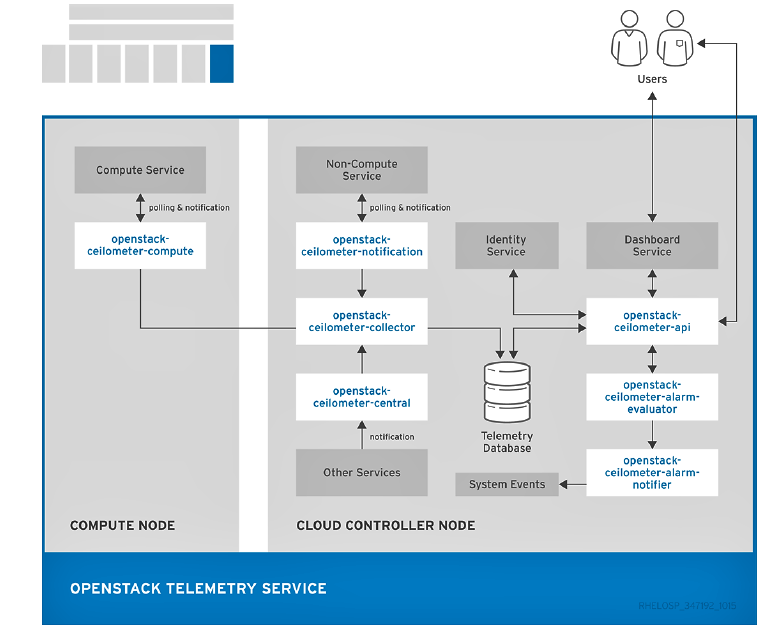 Users
Compute Service
polling & notification
openstack-
ceilometer-compute
Non-Compute
Service
polling & notification
openstack-
ceilometer-notification
Identity
Service
Dashboard
Service
openstack-
ceilometer-collector
openstack-
ceilometer-api
openstack-
ceilometer-central
notification
Other Services
Telemetry
Database
openstack-
ceilometer-alarm-
evaluator
openstack-
ceilometer-alarm-
notifier
System Events
COMPUTE NODE
CLOUD CONTROLLER NODE
OPENSTACK TELEMETRY SERVICE
RHELOSP_347192_1015